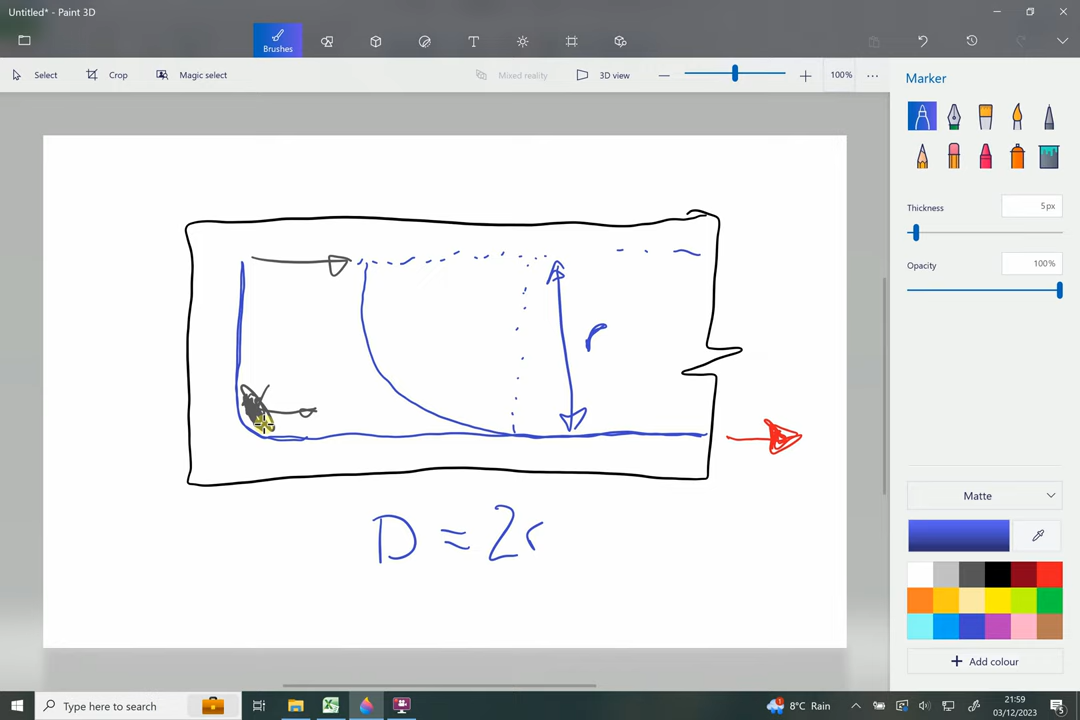 Untitled* - Paint 3D
Brushes
Select
Crop
Magic select
Mixed reality
3D view
100%
Marker
Thickness
5px
Opacity
100%
r
D ≈ 2r
Matte
Add colour
Type here to search
8°C Rain
21:59
03/12/2023
5